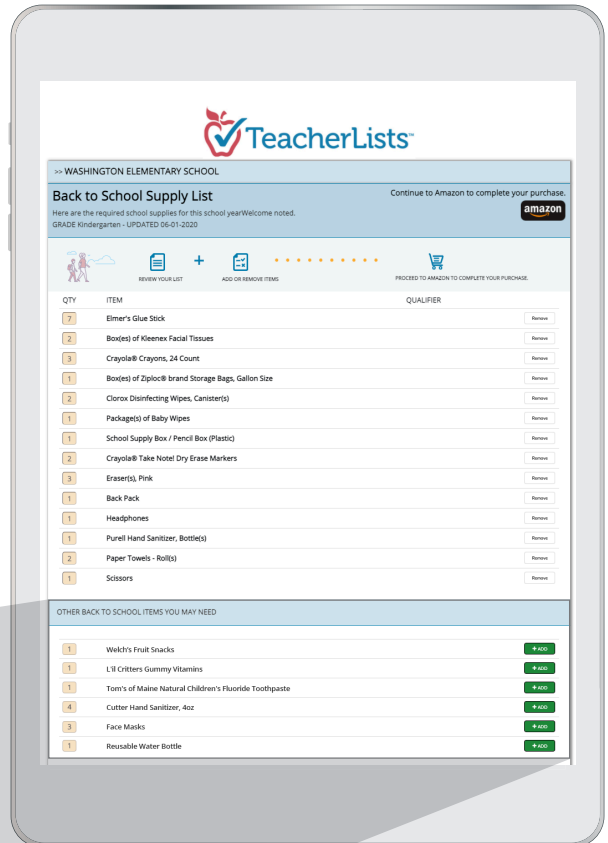 TeacherLists™
>> WASHINGTON ELEMENTARY SCHOOL
Back to School Supply List
Continue to Amazon to complete your purchase.
Here are the required school supplies for this school yearWelcome noted.
amazon
GRADE Kindergarten - UPDATED 06-01-2020
REVIEW YOUR LIST
+
ADD OR REMOVE ITEMS
PROCEED TO AMAZON TO COMPLETE YOUR PURCHASE.
QTY ITEM QUALIFIER
7 Elmer's Glue Stick Remove
2 Box(es) of Kleenex Facial Tissues Remove
3 Crayola® Crayons, 24 Count Remove
1 Box(es) of Ziploc® brand Storage Bags, Gallon Size Remove
2 Clorox Disinfecting Wipes, Canister(s) Remove
1 Package(s) of Baby Wipes Remove
1 School Supply Box / Pencil Box (Plastic) Remove
2 Crayola® Take Note! Dry Erase Markers Remove
3 Eraser(s), Pink Remove
1 Back Pack Remove
1 Headphones Remove
1 Purell Hand Sanitizer, Bottle(s) Remove
2 Paper Towels - Roll(s) Remove
1 Scissors Remove
OTHER BACK TO SCHOOL ITEMS YOU MAY NEED
1 Welch's Fruit Snacks + ADD
1 L'il Critters Gummy Vitamins + ADD
1 Tom's of Maine Natural Children's Fluoride Toothpaste + ADD
4 Cutter Hand Sanitizer, 4oz + ADD
3 Face Masks + ADD
1 Reusable Water Bottle + ADD